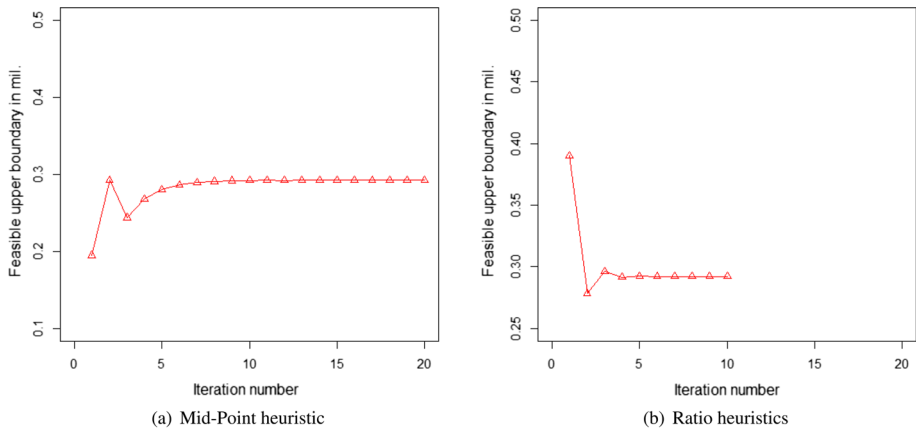 Feasible upper boundary in mil.
0.5
0.4
0.3
0.2
0.1
0 5 10 15 20
Iteration number
(a) Mid-Point heuristic
Feasible upper boundary in mil.
0.50
0.45
0.40
0.35
0.30
0.25
0 5 10 15 20
Iteration number
(b) Ratio heuristics